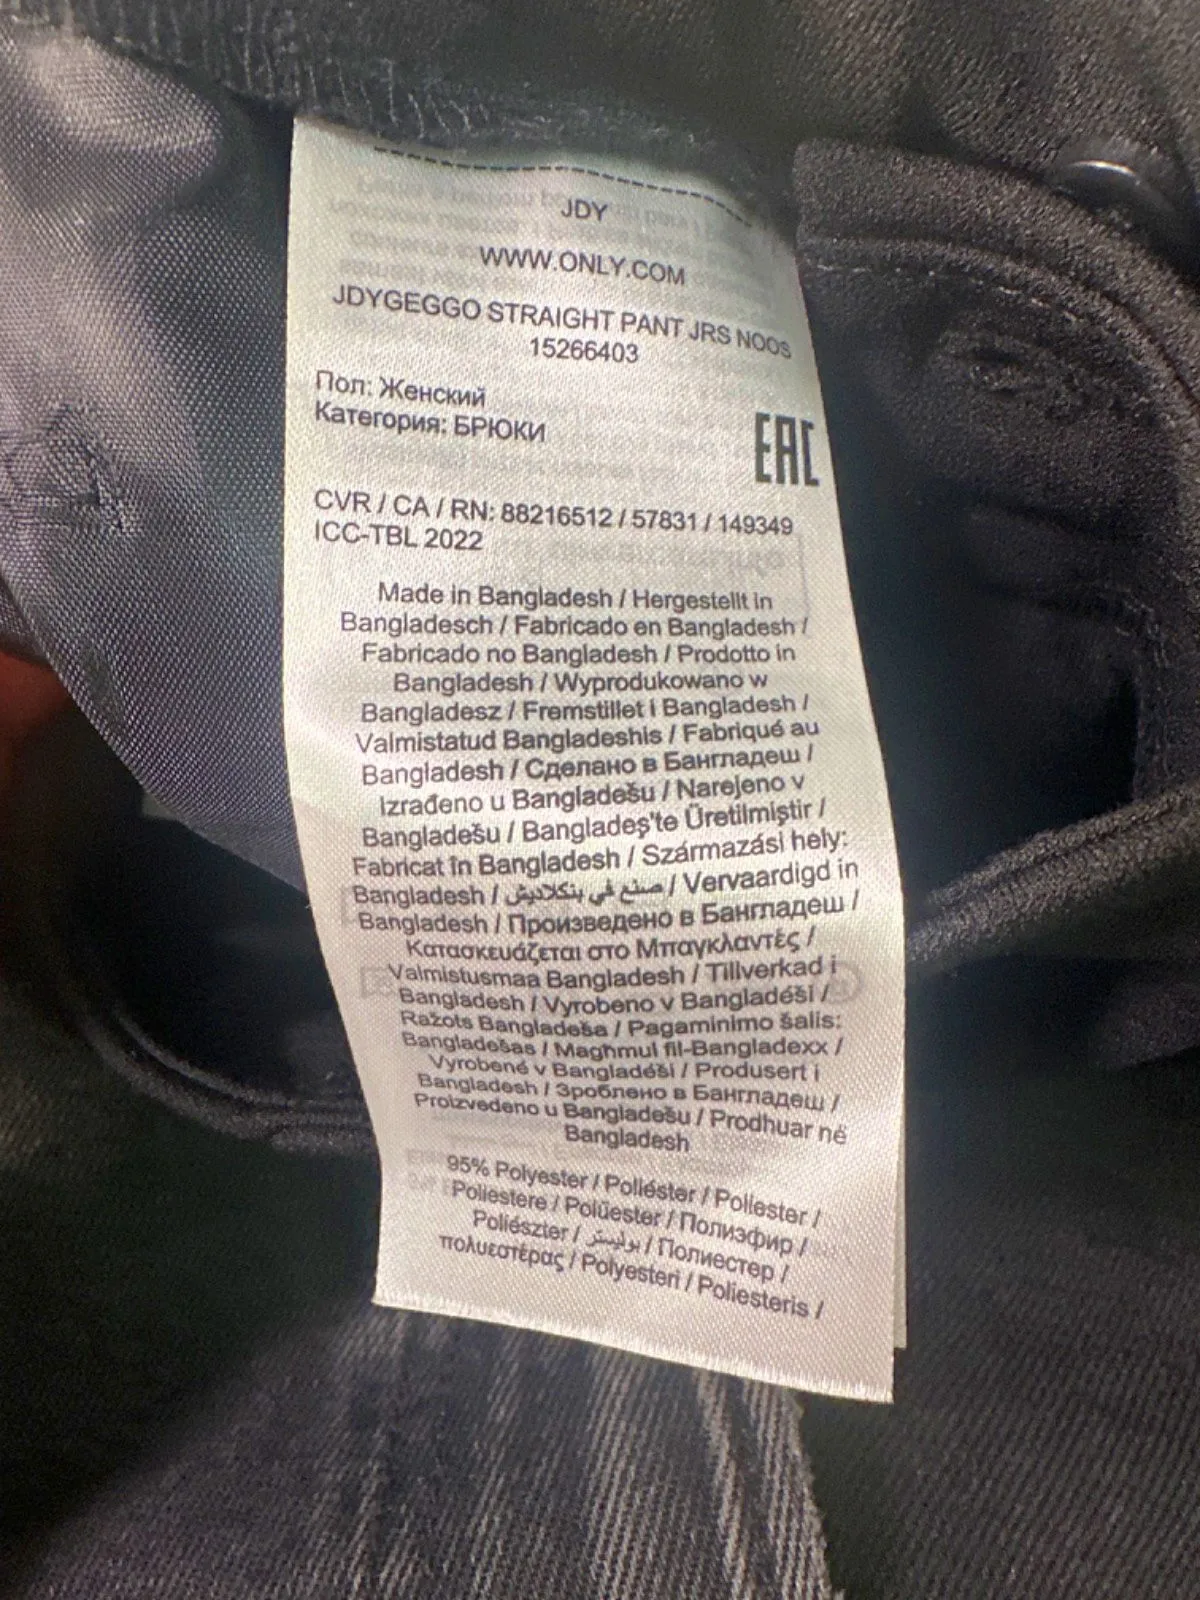 JDY
WWW.ONLY.COM
JDYGEGGO STRAIGHT PANT JRS NOOS
15266403
Пол: Женский
Категория: БРЮКИ
EAC
CVR / CA / RN: 88216512 / 57831 / 149349
ICC-TBL 2022
Made in Bangladesh / Hergestellt in
Bangladesch / Fabricado en Bangladesh /
Fabricado no Bangladesh / Prodotto in
Bangladesh / Wyprodukowano w
Bangladesz / Fremstillet i Bangladesh /
Valmistatud Bangladeshis / Fabriqué au
Bangladesh / Сделано в Бангладеш /
Izrađeno u Bangladešu / Narejeno v
Bangladešu / Bangladeş'te Üretilmiştir /
Fabricat în Bangladesh / Származási hely:
Bangladesh / صنع في بنكلاديش / Vervaardigd in
Bangladesh / Произведено в Бангладеш /
Κατασκευάζεται στο Μπαγκλαντές /
Valmistusmaa Bangladesh / Tillverkad i
Bangladesh / Vyrobeno v Bangladéši /
Ražots Bangladeša / Pagaminimo šalis:
Bangladešas / Magħmul fil-Bangladexx /
Vyrobené v Bangladéši / Produsert i
Bangladesh / Зроблено в Бангладеш /
Proizvedeno u Bangladešu / Prodhuar në
Bangladesh
95% Polyester / Poliéster / Poliester /
Poliestere / Polüester / Полиэфир /
Poliészter / بوليستر / Полиестер /
πολυεστέρας / Polyesteri / Poliesteris /